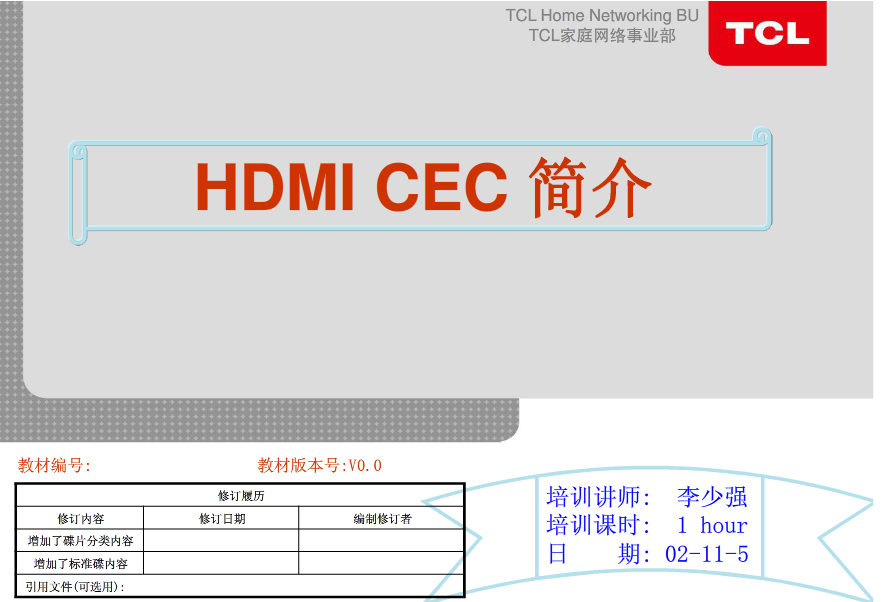 TCL Home Networking BU
TCL家庭网络事业部
TCL
HDMI CEC 简介
教材编号: 教材版本号:V0.0
修订履历
修订内容 修订日期 编制修订者
增加了碟片分类内容
增加了标准碟内容
引用文件(可选用):
培训讲师: 李少强
培训课时: 1 hour
日 期: 02-11-5